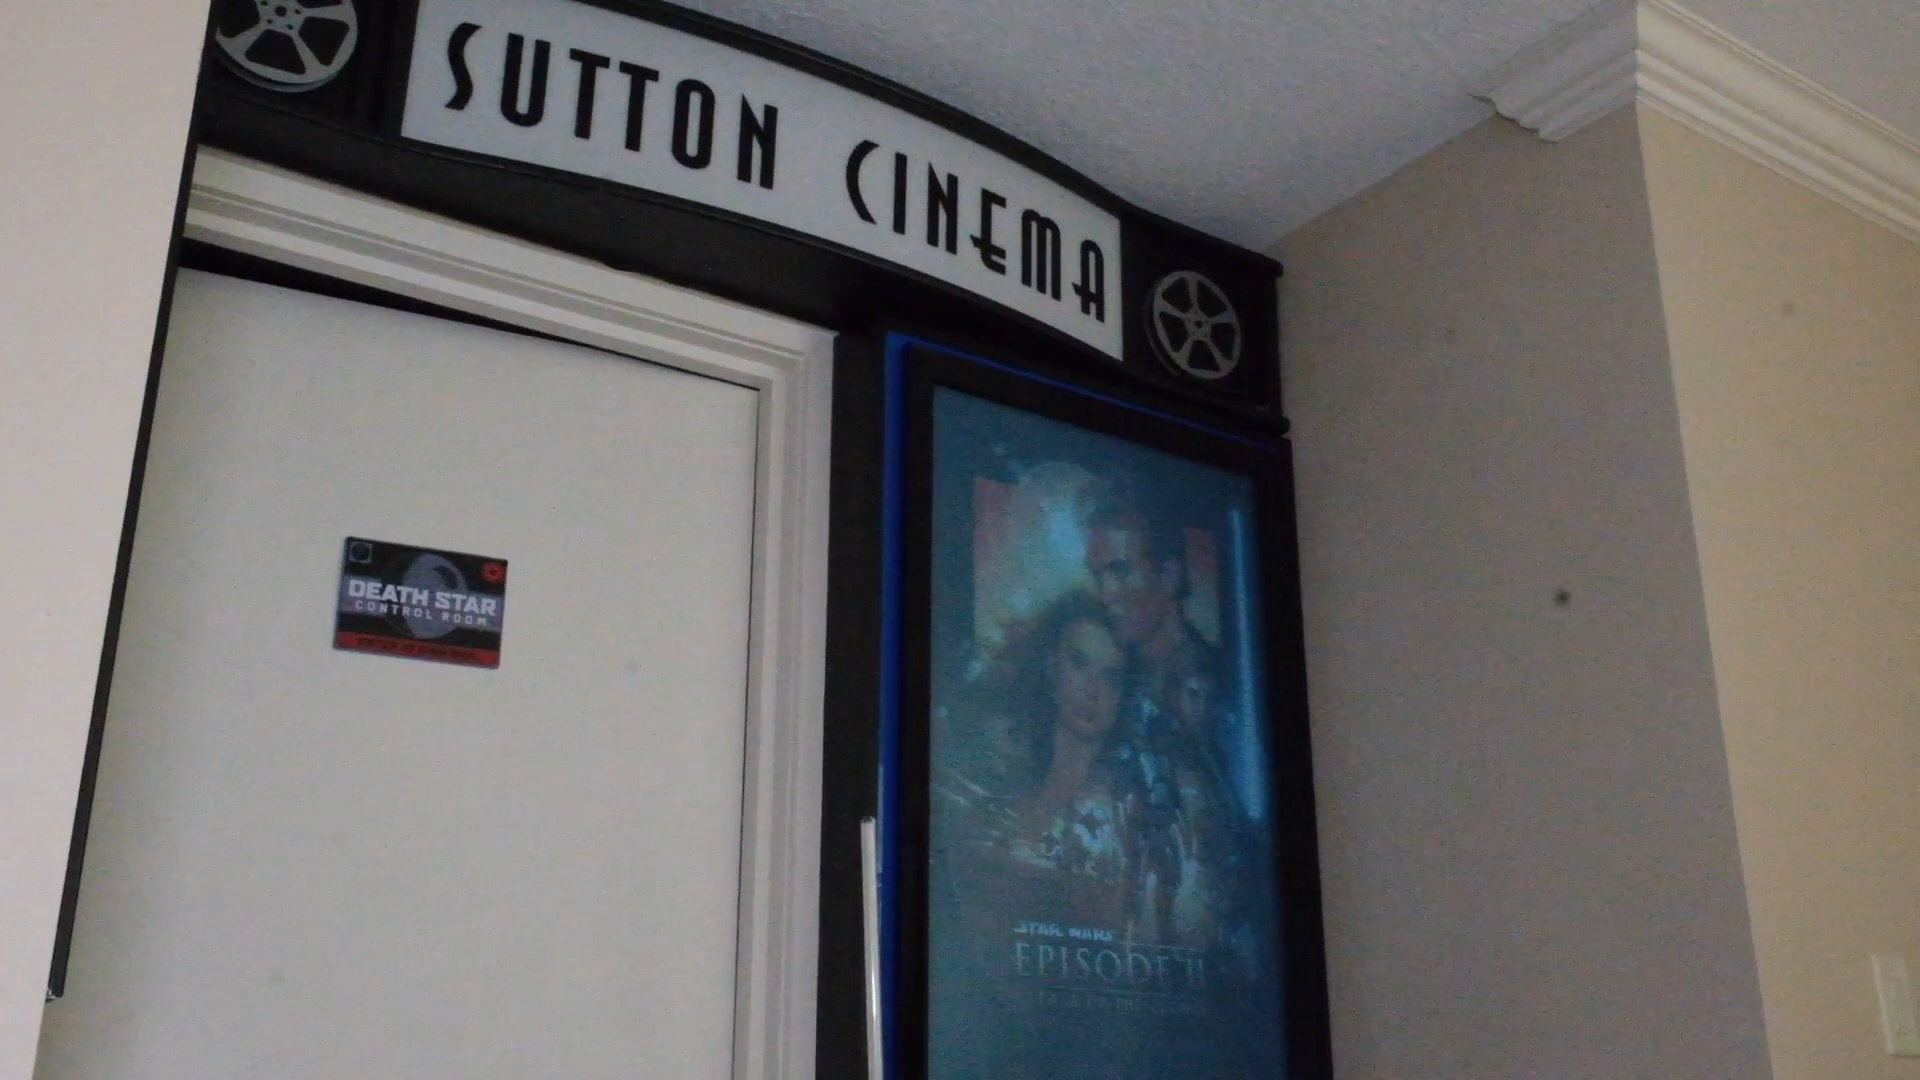 SUTTON CINEMA
DEATH STAR
CONTROL ROOM
STAR WARS
EPISODE II